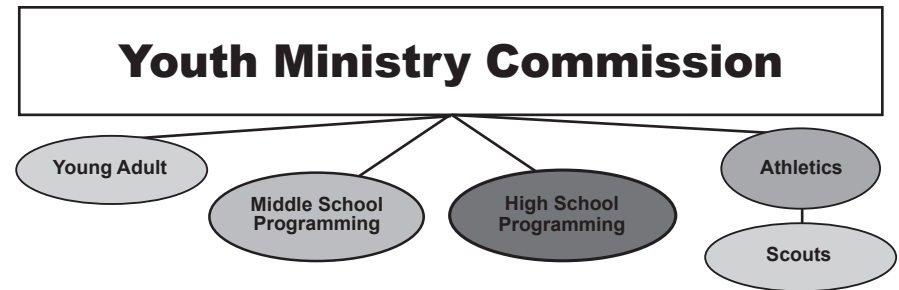 Youth Ministry Commission
Young Adult
Middle School
Programming
High School
Programming
Athletics
Scouts